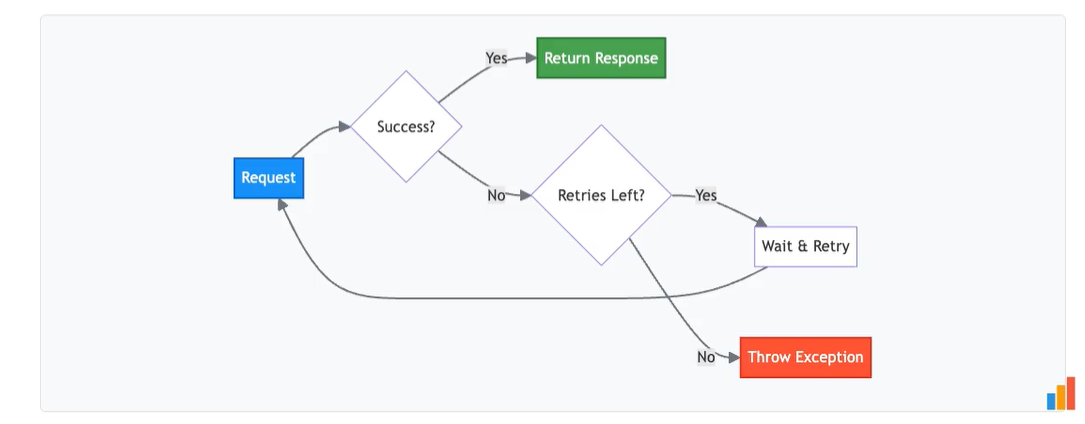 Yes
Return Response
Success?
Request
No
Retries Left?
Yes
Wait & Retry
No
Throw Exception